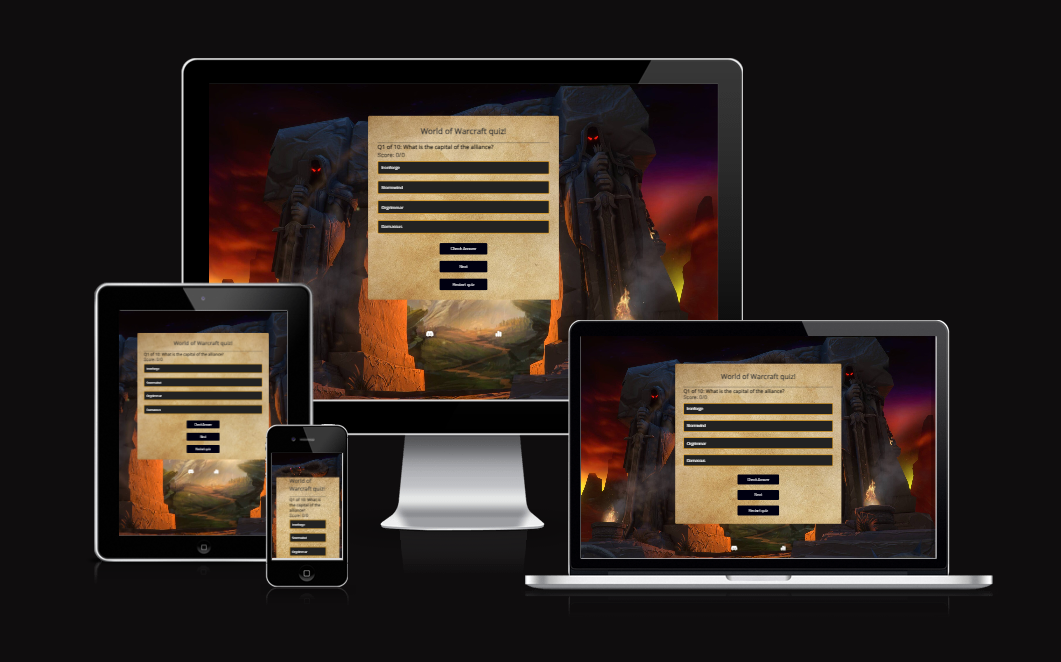 World of Warcraft quiz!
Q1 of 10: What is the capital of the alliance?
Score: 0/0
Ironforge
Stormwind
Orgrimmar
Darnassus
Check Answer
Next
Restart quiz
World of Warcraft quiz!
Q1 of 10: What is the capital of the alliance?
Score: 0/0
Ironforge
Stormwind
Orgrimmar
Darnassus
Check Answer
Next
Restart quiz
World of
Warcraft quiz!
Q1 of 10: What is
the capital of the
alliance?
Score: 0/0
Ironforge
Stormwind
Orgrimmar
World of Warcraft quiz!
Q1 of 10: What is the capital of the alliance?
Score: 0/0
Ironforge
Stormwind
Orgrimmar
Darnassus
Check Answer
Next
Restart quiz